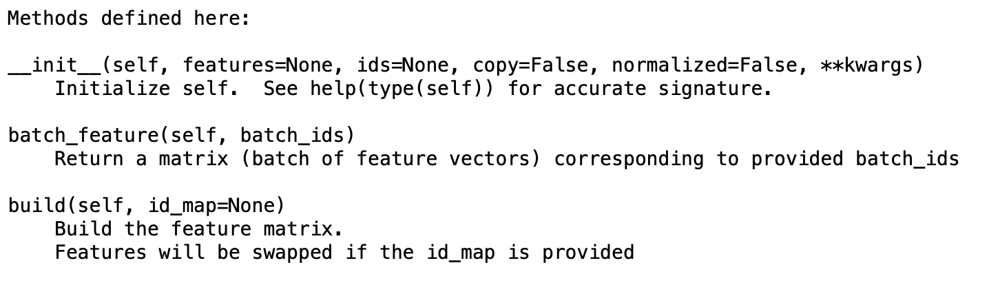 Methods defined here:
__init__(self, features=None, ids=None, copy=False, normalized=False, **kwargs)
Initialize self.  See help(type(self)) for accurate signature.
batch_feature(self, batch_ids)
Return a matrix (batch of feature vectors) corresponding to provided batch_ids
build(self, id_map=None)
Build the feature matrix.
Features will be swapped if the id_map is provided